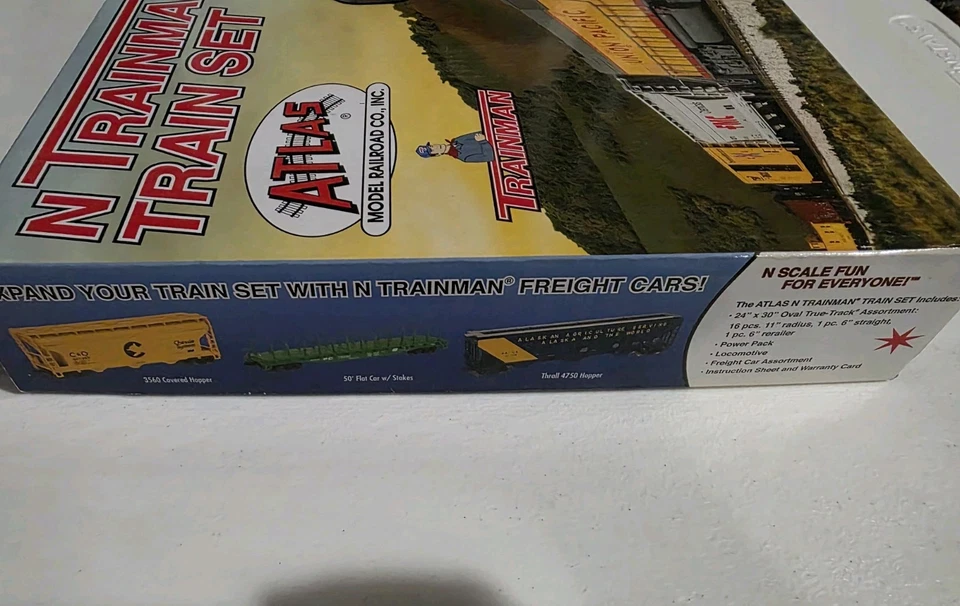 N TRAINMA
TRAIN SET
ATLAS
®
MODEL RAILROAD CO., INC.
TRAINMAN
UNION PACIFIC
XPAND YOUR TRAIN SET WITH N TRAINMAN® FREIGHT CARS!
C&O
3560 Covered Hopper
50' Flat Car w/ Stakes
ALASKAN AGRICULTURE SERVING
ALASKA AND THE WORLD
Thrall 4750 Hopper
N SCALE FUN
FOR EVERYONE!™
The ATLAS N TRAINMAN® TRAIN SET Includes:
• 24" x 30" Oval True-Track® Assortment:
16 pcs. 11" radius, 1 pc. 6" straight,
1 pc. 6" rerailer
• Power Pack
• Locomotive
• Freight Car Assortment
• Instruction Sheet and Warranty Card